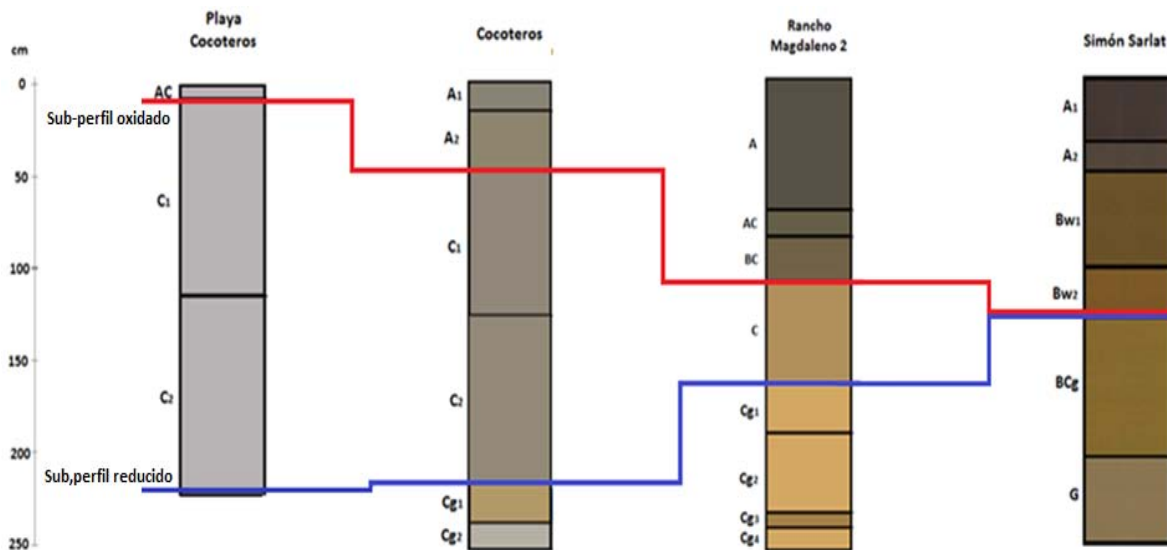 cm
0
50
100
150
200
250
Sub-perfil oxidado
Sub,perfil reducido
Playa
Cocoteros
AC
C1
C2
Cocoteros
A1
A2
C1
C2
Cg1
Cg2
Rancho
Magdaleno 2
A
AC
BC
C
Cg1
Cg2
Cg3
Cg4
Simón Sarlat
A1
A2
Bw1
Bw2
BCg
G